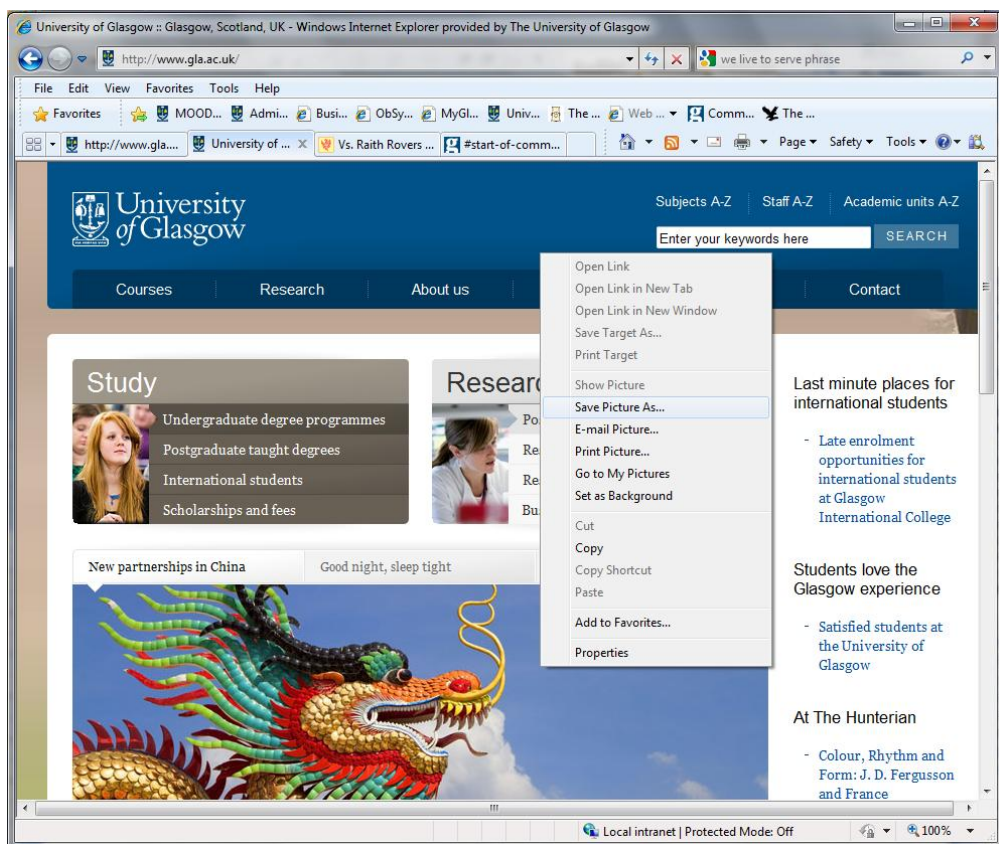 University of Glasgow :: Glasgow, Scotland, UK - Windows Internet Explorer provided by The University of Glasgow
http://www.gla.ac.uk/
we live to serve phrase
File Edit View Favorites Tools Help
Favorites MOOD... Admi... Busi... ObSy... MyGl... Univ... The ... Web ... Comm... The ...
http://www.gla.... University of ... Vs. Raith Rovers ... #start-of-comm... Page Safety Tools
University
of Glasgow
Subjects A-Z Staff A-Z Academic units A-Z
Enter your keywords here SEARCH
Courses Research About us Contact
Open Link
Open Link in New Tab
Open Link in New Window
Save Target As...
Print Target
Show Picture
Save Picture As...
E-mail Picture...
Print Picture...
Go to My Pictures
Set as Background
Cut
Copy
Copy Shortcut
Paste
Add to Favorites...
Properties
Study
Undergraduate degree programmes
Postgraduate taught degrees
International students
Scholarships and fees
Resear
Po
Re
Re
Bu
New partnerships in China Good night, sleep tight
Last minute places for
international students
- Late enrolment
opportunities for
international students
at Glasgow
International College
Students love the
Glasgow experience
- Satisfied students at
the University of
Glasgow
At The Hunterian
- Colour, Rhythm and
Form: J. D. Fergusson
and France
Local intranet | Protected Mode: Off 100%